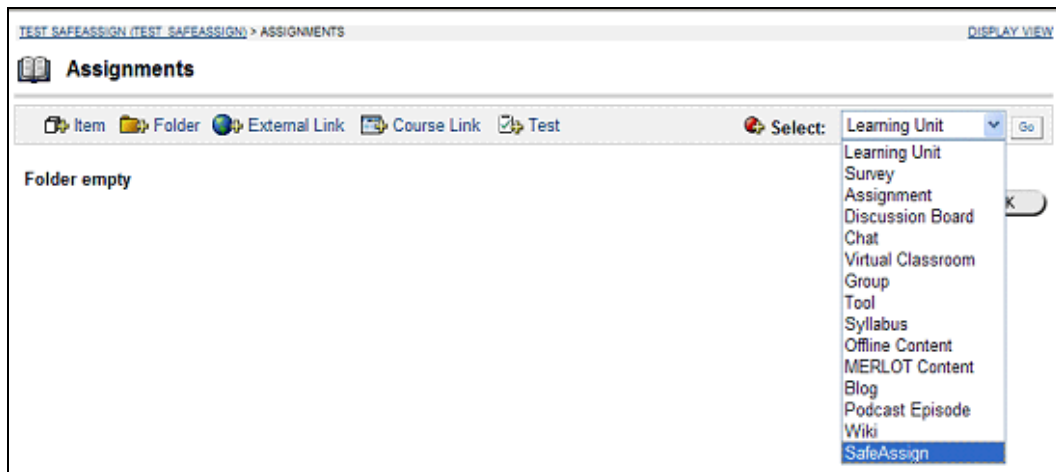 TEST SAFEASSIGN (TEST_SAFEASSIGN) > ASSIGNMENTS DISPLAY VIEW
Assignments
Item Folder External Link Course Link Test Select: Learning Unit Go
Folder empty
Learning Unit
Survey
Assignment
Discussion Board
Chat
Virtual Classroom
Group
Tool
Syllabus
Offline Content
MERLOT Content
Blog
Podcast Episode
Wiki
SafeAssign
K